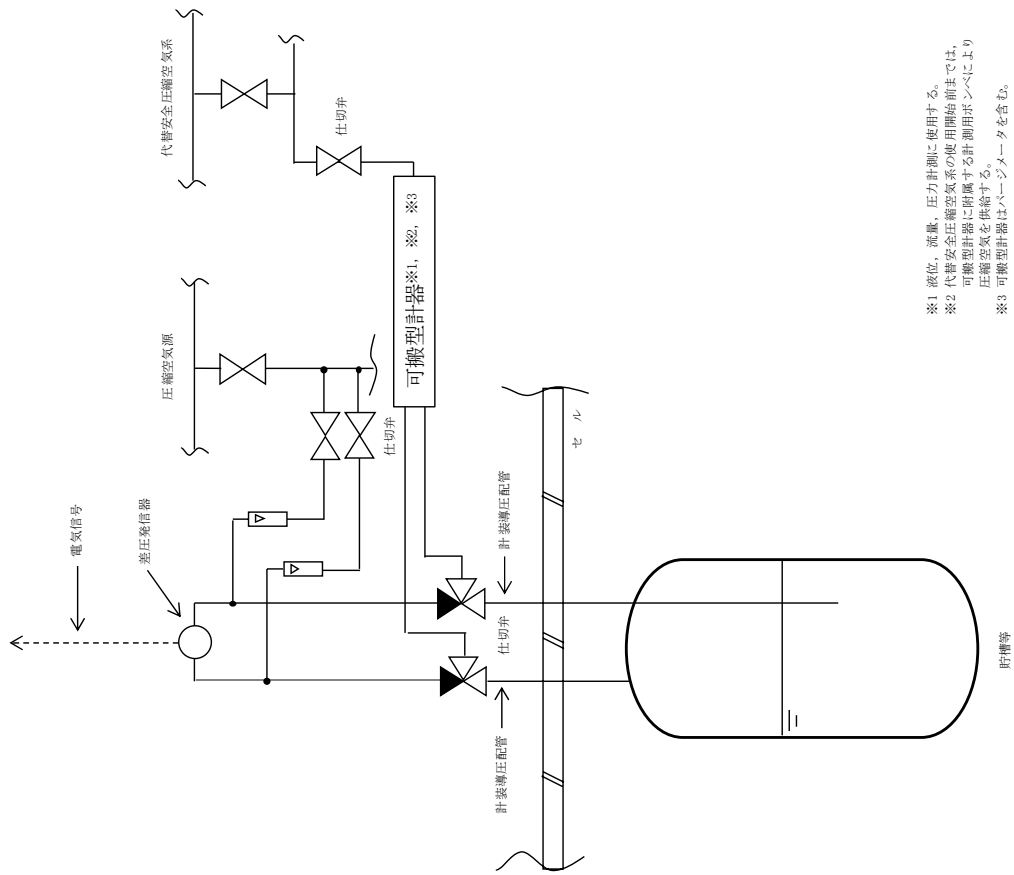 電気信号
差圧発信器
圧縮空気源
代替安全圧縮空気系
仕切弁
仕切弁
可搬型計器※1，※2，※3
計装導圧配管
仕切弁
計装導圧配管
セル
貯槽等
※1 液位，流量，圧力計測に使用する。
※2 代替安全圧縮空気系の使用開始前までは，
可搬型計器に附属する計測用ボンベにより
圧縮空気を供給する。
※3 可搬型計器はパージメータを含む。